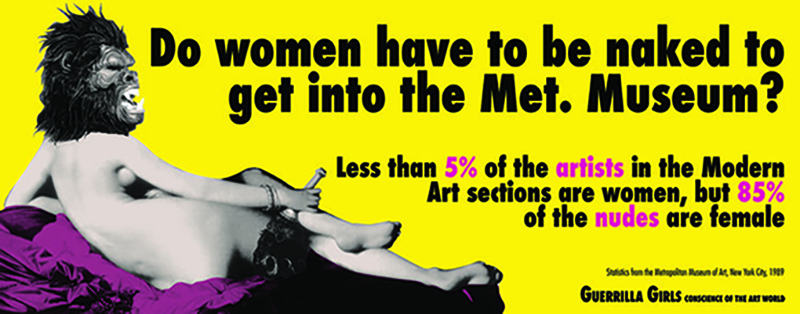 Do women have to be naked to
get into the Met. Museum?
Less than 5% of the artists in the Modern
Art sections are women, but 85%
of the nudes are female
Statistics from the Metropolitan Museum of Art, New York City, 1989
GUERRILLA GIRLS CONSCIENCE OF THE ART WORLD